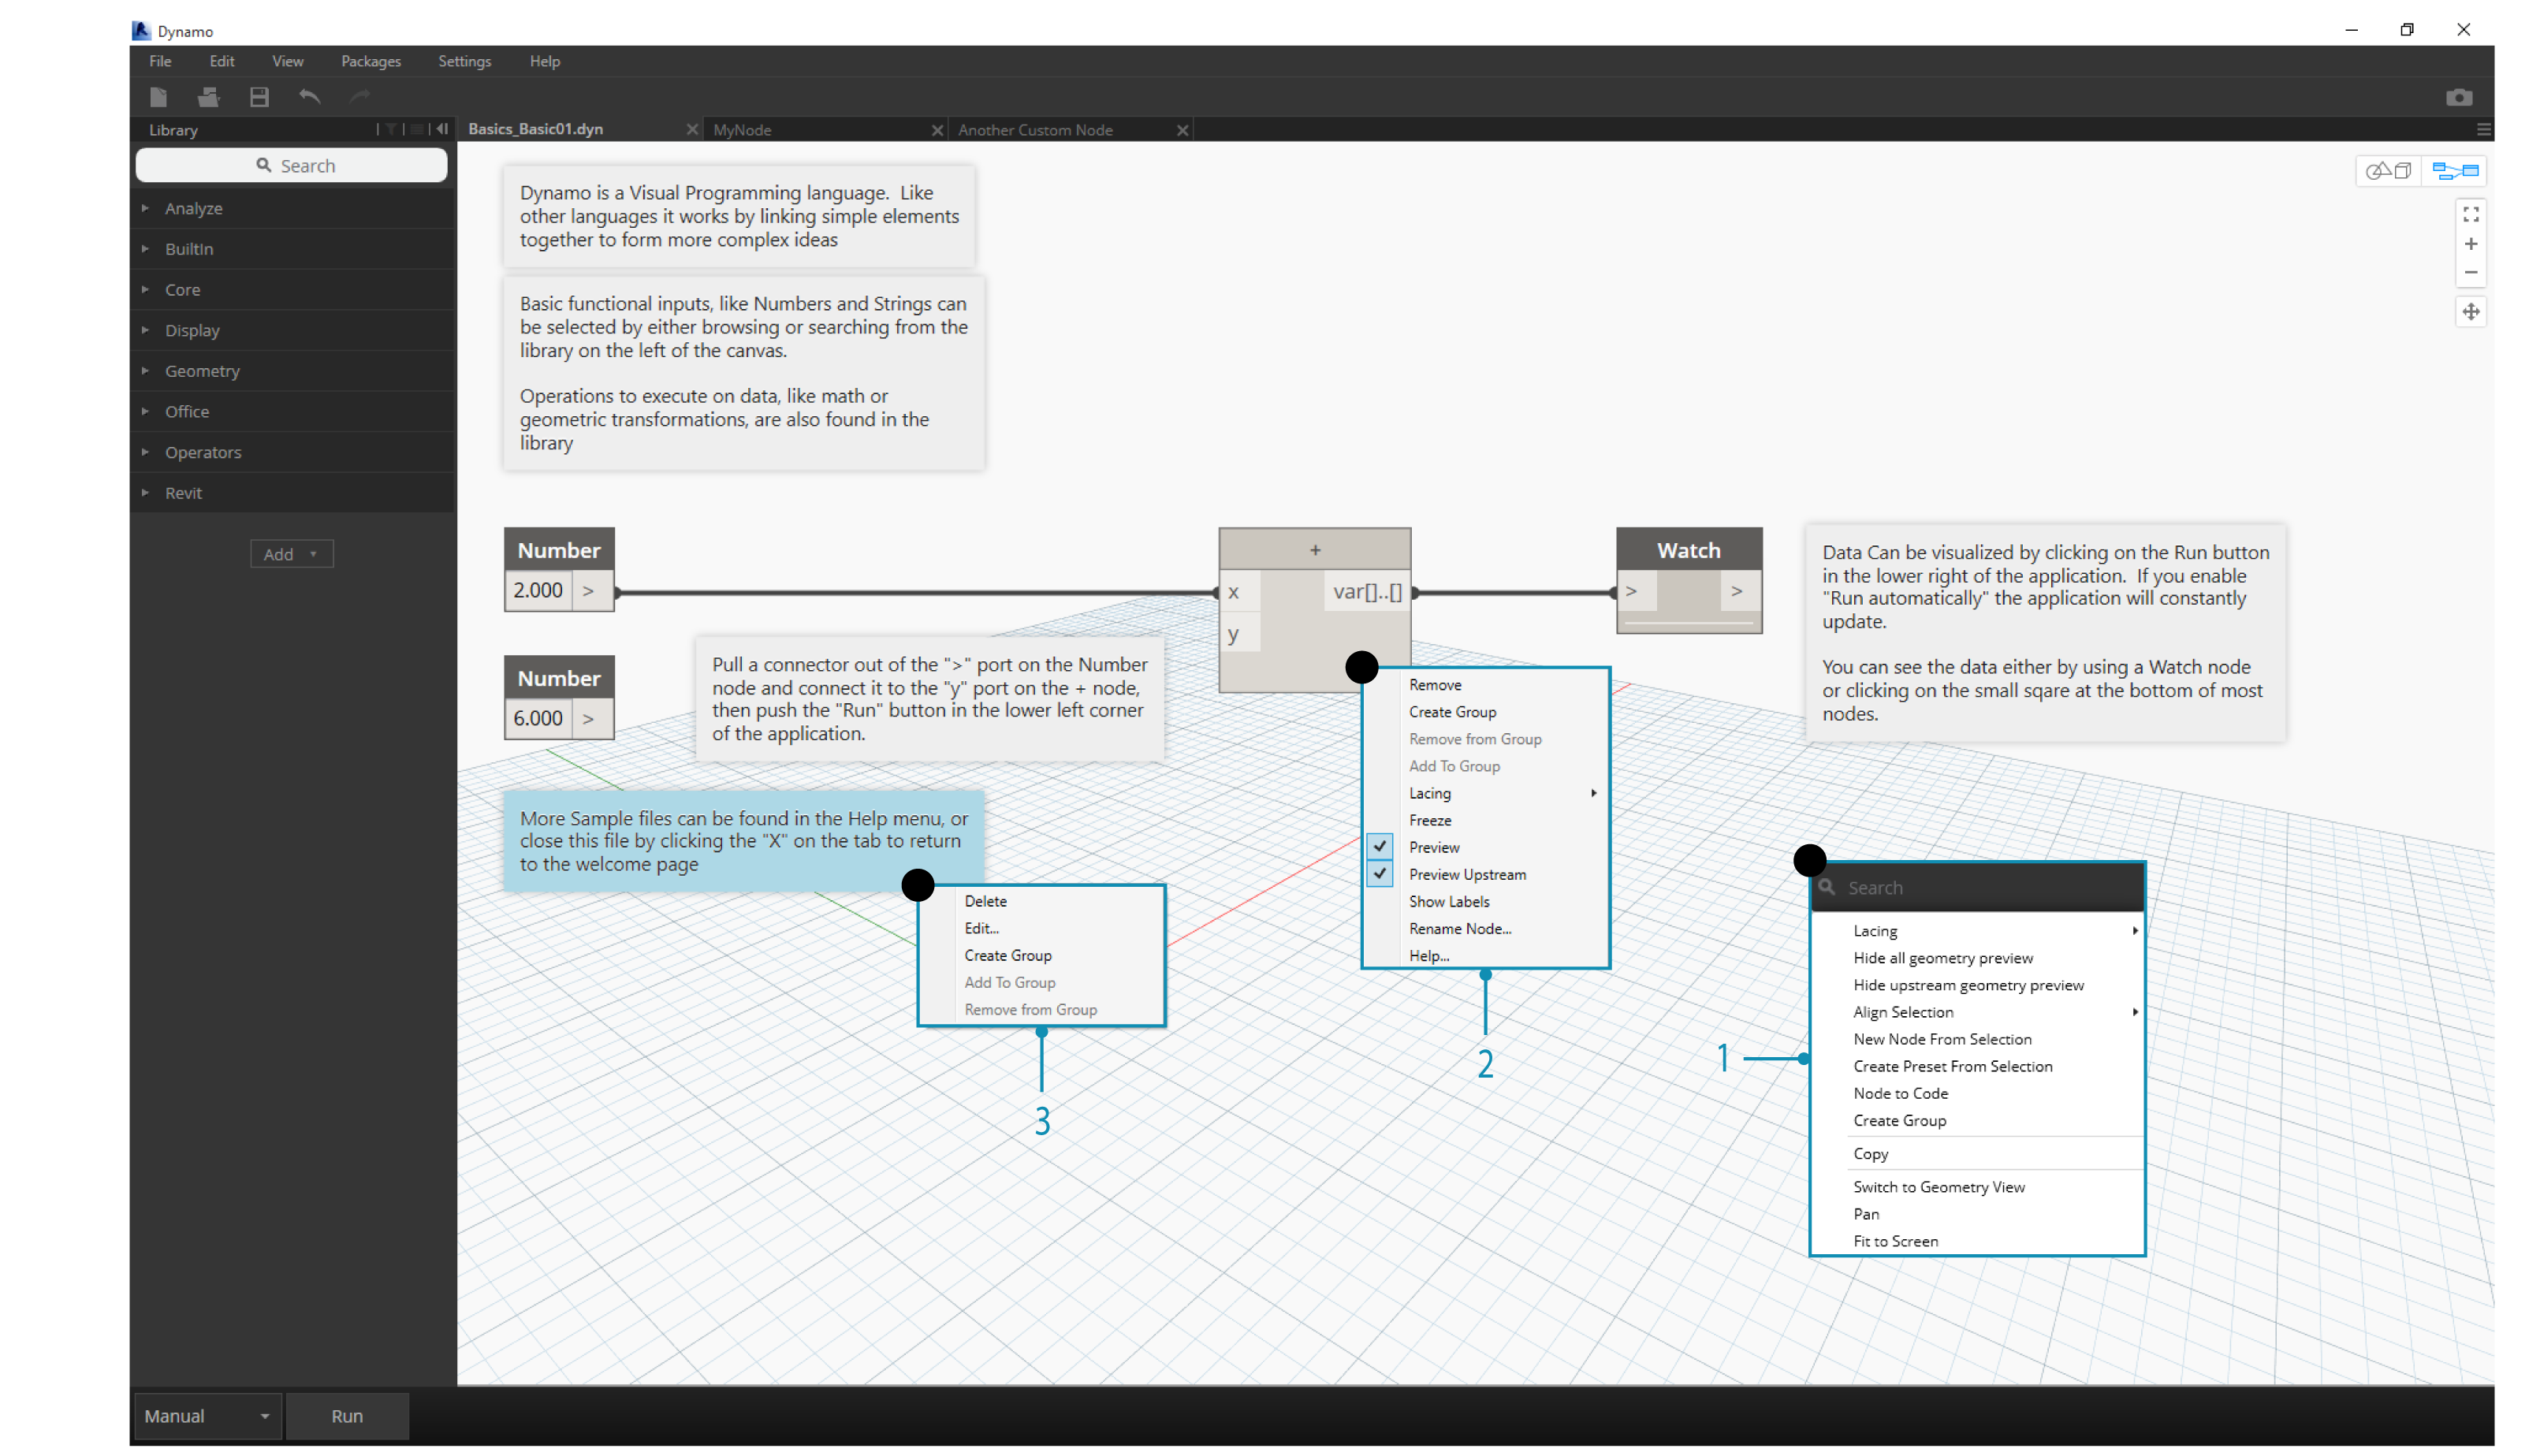 Dynamo
File Edit View Packages Settings Help
Library
Basics_Basic01.dyn
MyNode
Another Custom Node
Search
Analyze
BuiltIn
Core
Display
Geometry
Office
Operators
Revit
Add
Dynamo is a Visual Programming language. Like
other languages it works by linking simple elements
together to form more complex ideas
Basic functional inputs, like Numbers and Strings can
be selected by either browsing or searching from the
library on the left of the canvas.
Operations to execute on data, like math or
geometric transformations, are also found in the
library
Number
2.000 >
Number
6.000 >
+
x var[]..[]
y
Watch
> >
Data Can be visualized by clicking on the Run button
in the lower right of the application. If you enable
"Run automatically" the application will constantly
update.
You can see the data either by using a Watch node
or clicking on the small sqare at the bottom of most
nodes.
Pull a connector out of the ">" port on the Number
node and connect it to the "y" port on the + node,
then push the "Run" button in the lower left corner
of the application.
More Sample files can be found in the Help menu, or
close this file by clicking the "X" on the tab to return
to the welcome page
Delete
Edit...
Create Group
Add To Group
Remove from Group
3
Remove
Create Group
Remove from Group
Add To Group
Lacing
Freeze
Preview
Preview Upstream
Show Labels
Rename Node...
Help...
2
1
Search
Lacing
Hide all geometry preview
Hide upstream geometry preview
Align Selection
New Node From Selection
Create Preset From Selection
Node to Code
Create Group
Copy
Switch to Geometry View
Pan
Fit to Screen
Manual
Run